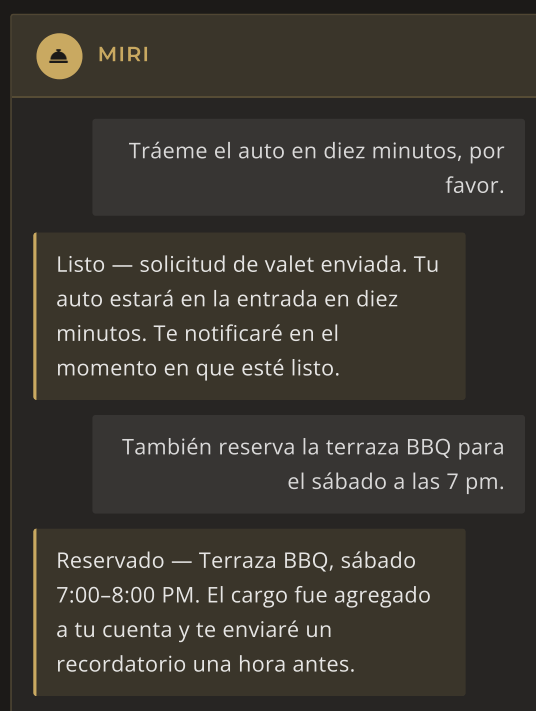 MIRI
Tráeme el auto en diez minutos, por
favor.
Listo — solicitud de valet enviada. Tu
auto estará en la entrada en diez
minutos. Te notificaré en el
momento en que esté listo.
También reserva la terraza BBQ para
el sábado a las 7 pm.
Reservado — Terraza BBQ, sábado
7:00–8:00 PM. El cargo fue agregado
a tu cuenta y te enviaré un
recordatorio una hora antes.